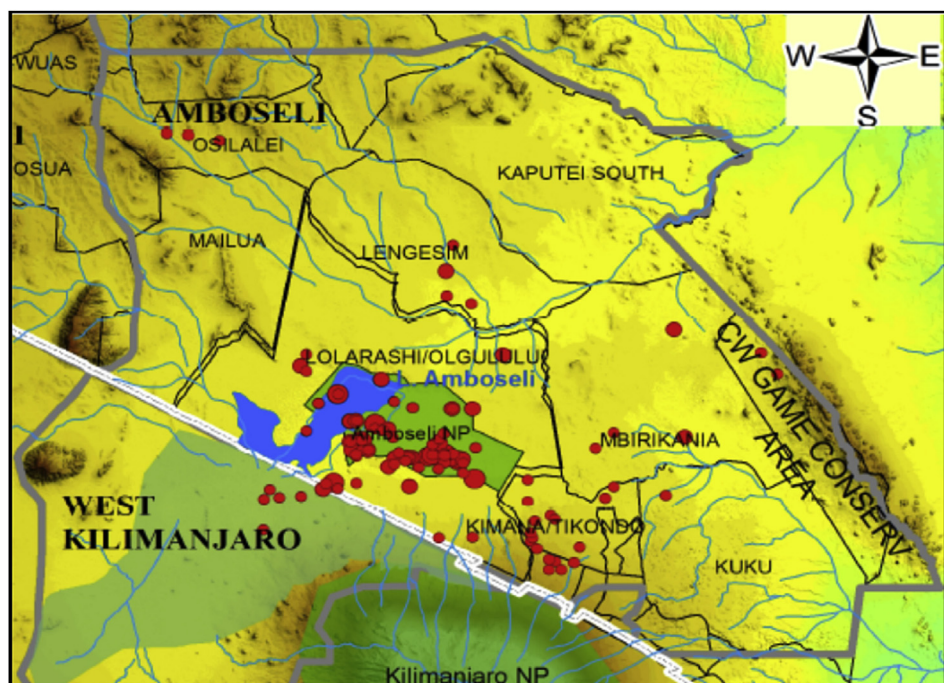 WUAS
N
W E
S
AMBOSELI
I
OSILALEI
OSUA
KAPUTEI SOUTH
MAILUA
LENGESIM
LOLARASHI/OLGULULU
L. Amboseli
CW GAME CONSERV.
AREA
Amboseli NP
MBIRIKANIA
WEST
KILIMANJARO
KIMANA/TIKONDO
KUKU
Kilimanjaro NP